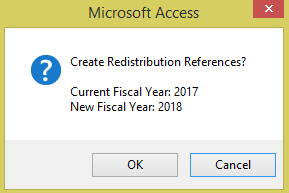 Microsoft Access
Create Redistribution References?
Current Fiscal Year: 2017
New Fiscal Year: 2018
OK
Cancel